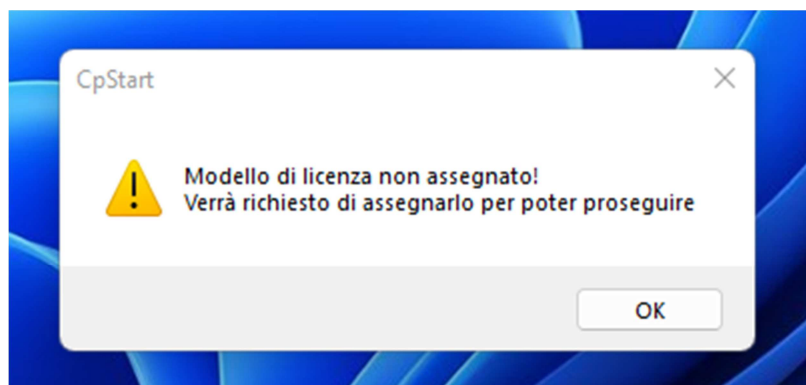 CpStart
Modello di licenza non assegnato!
Verrà richiesto di assegnarlo per poter proseguire
OK